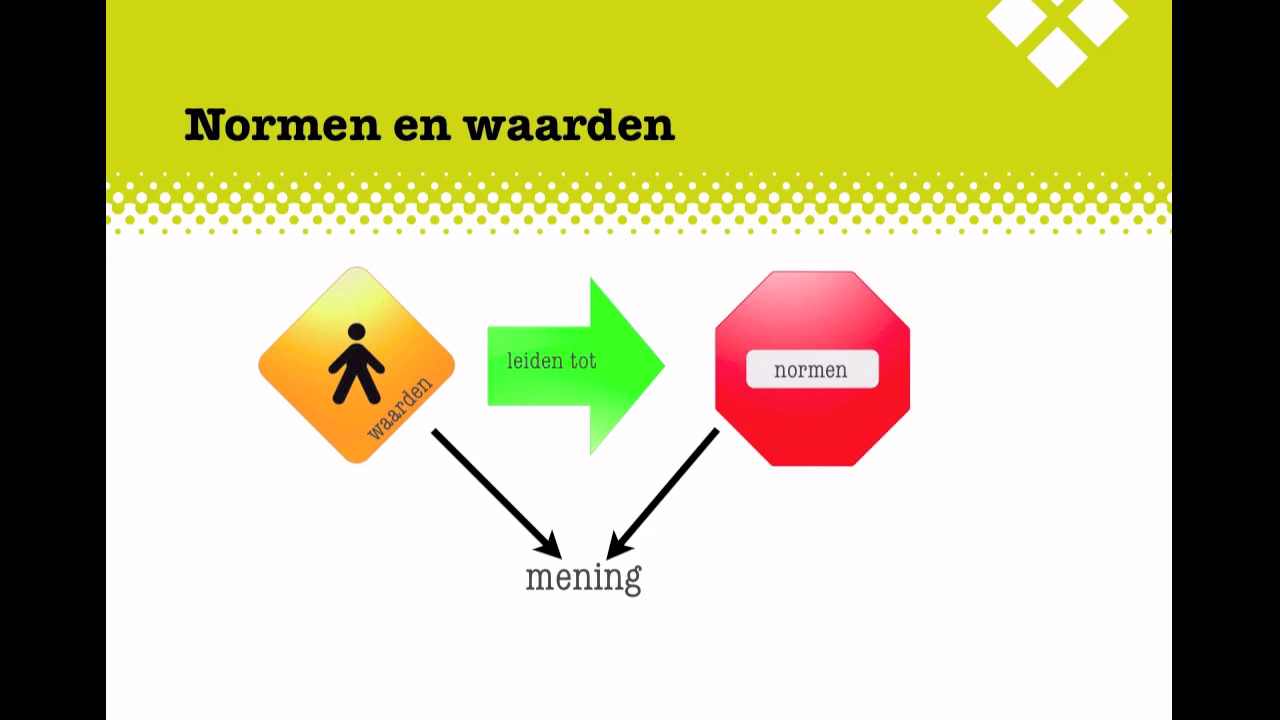 Normen en waarden
waarden
leiden tot
normen
mening